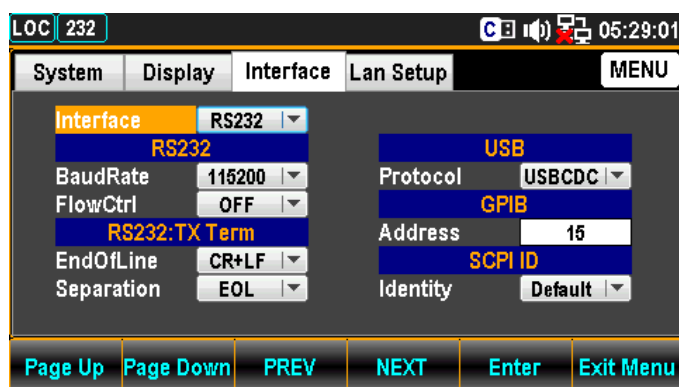 LOC 232 C 05:29:01
System Display Interface Lan Setup MENU
Interface RS232
RS232 USB
BaudRate 115200 Protocol USBCDC
FlowCtrl OFF GPIB
RS232:TX Term Address 15
EndOfLine CR+LF SCPI ID
Separation EOL Identity Default
Page Up Page Down PREV NEXT Enter Exit Menu